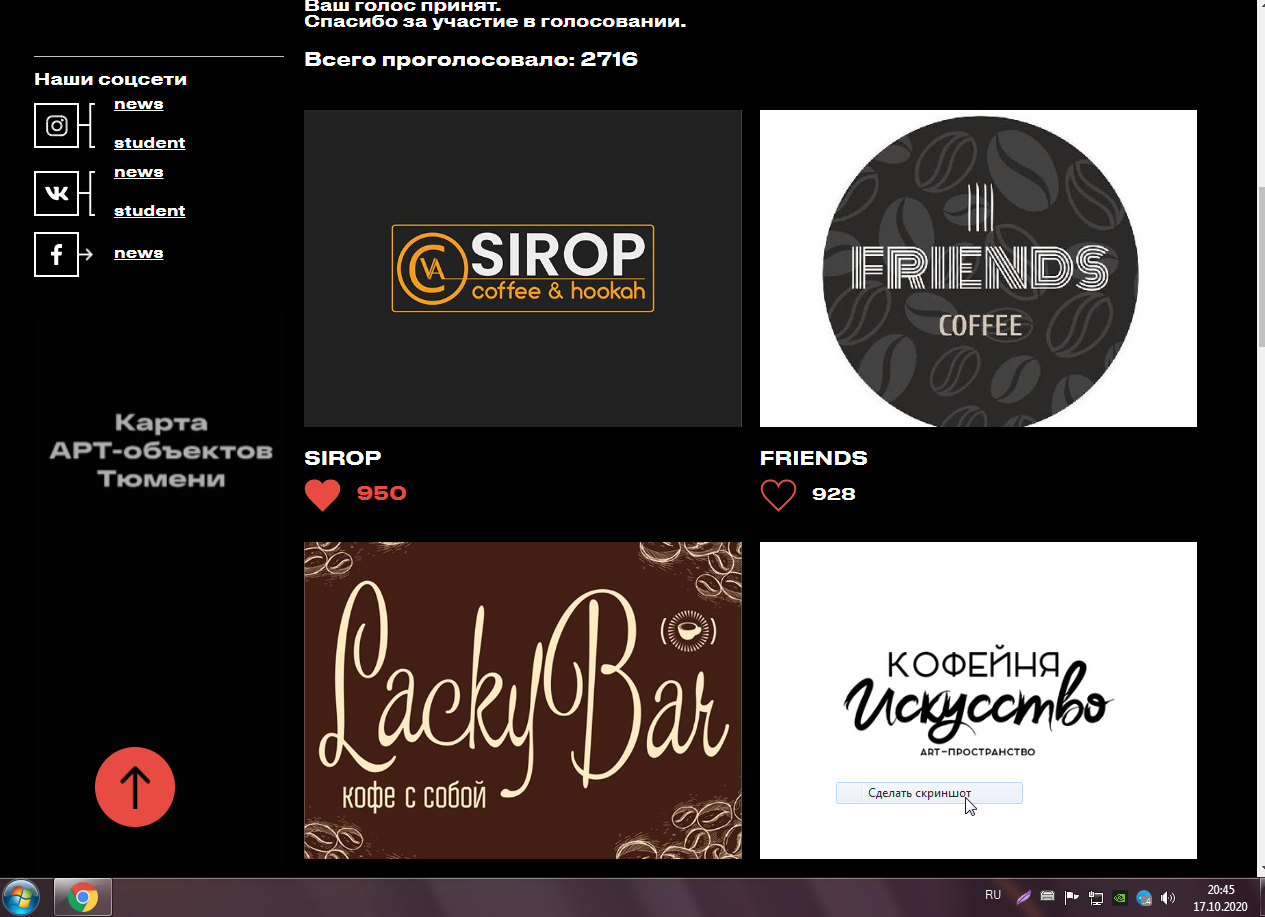 Ваш голос принят.
Спасибо за участие в голосовании.
Всего проголосовало: 2716
Наши соцсети
news
student
news
student
news
Карта
АРТ-объектов
Тюмени
CVA
SIROP
coffee & hookah
FRIENDS
COFFEE
SIROP
950
FRIENDS
928
LackyBar
кофе с собой
КОФЕЙНЯ
Искусство
ART-ПРОСТРАНСТВО
Сделать скриншот
RU
20:45
17.10.2020